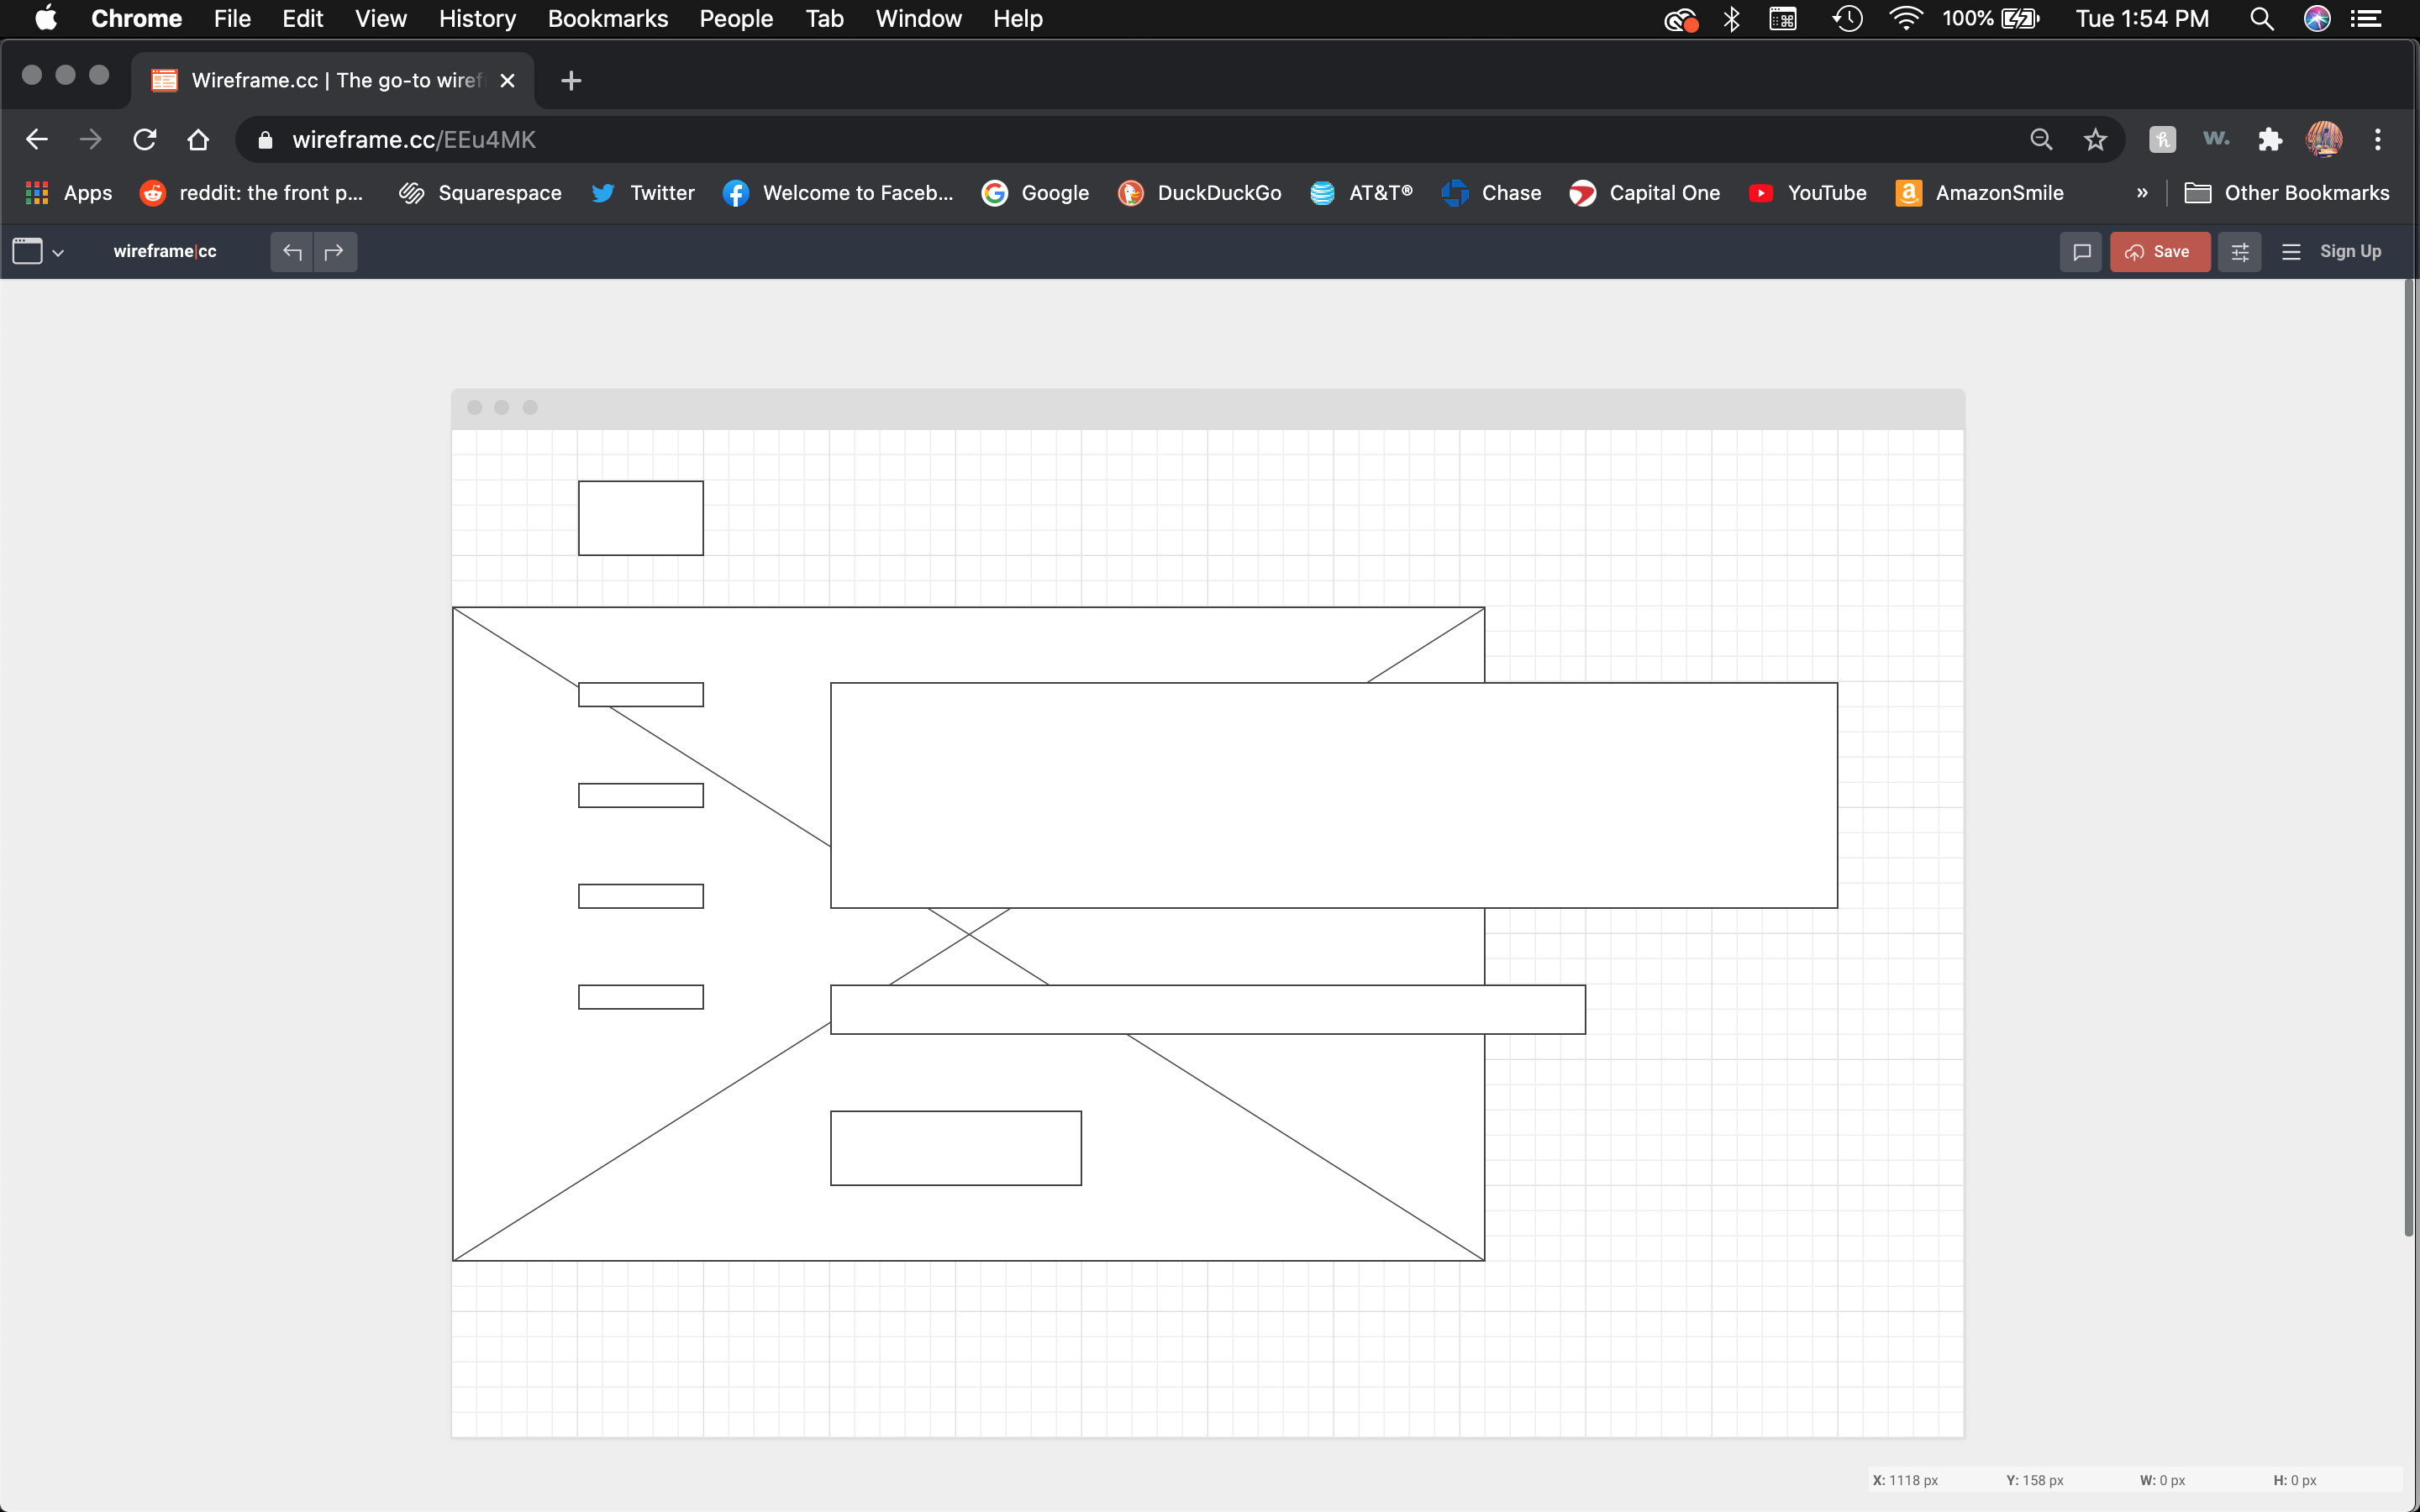 Chrome File Edit View History Bookmarks People Tab Window Help 100% Tue 1:54 PM
Wireframe.cc | The go-to wiref
wireframe.cc/EEu4MK
Apps reddit: the front p... Squarespace Twitter Welcome to Faceb... Google DuckDuckGo AT&T® Chase Capital One YouTube AmazonSmile » Other Bookmarks
wireframe|cc Save Sign Up
X: 1118 px Y: 158 px W: 0 px H: 0 px